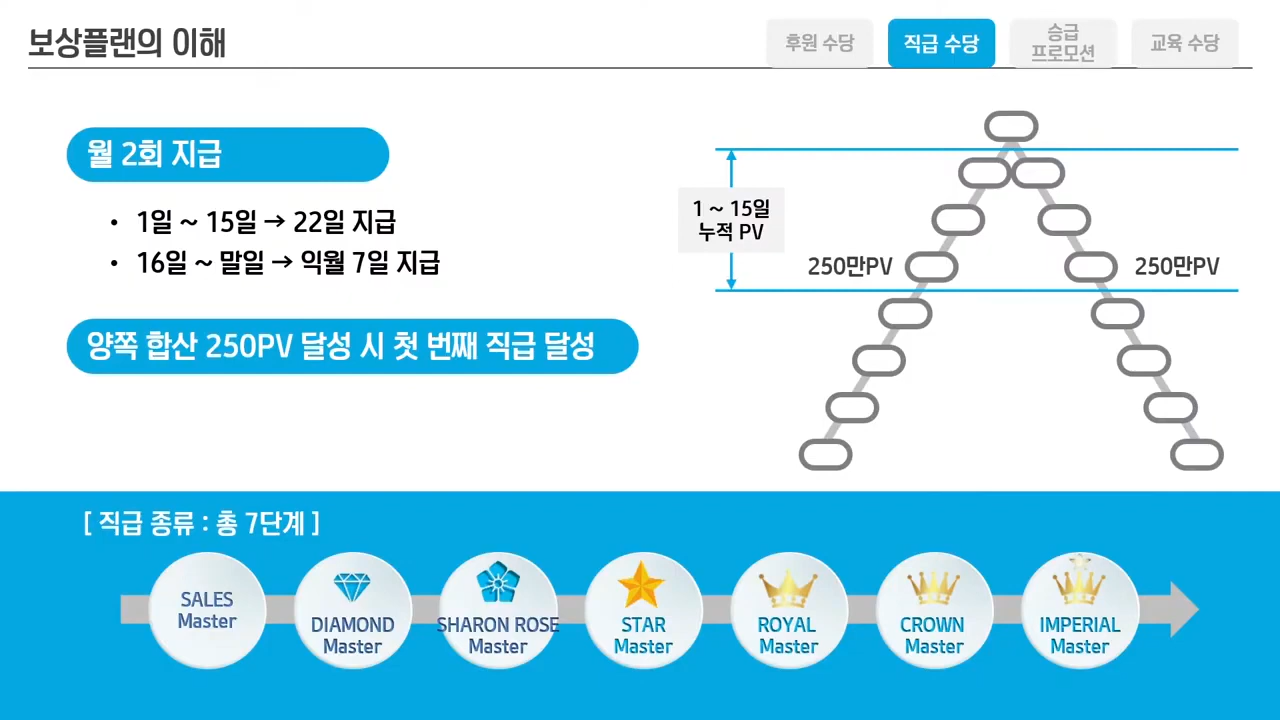 보상플랜의 이해
후원 수당
직급 수당
승급
프로모션
교육 수당
월 2회 지급
• 1일 ~ 15일 → 22일 지급
• 16일 ~ 말일 → 익월 7일 지급
양쪽 합산 250PV 달성 시 첫 번째 직급 달성
1 ~ 15일
누적 PV
250만PV
250만PV
[ 직급 종류 : 총 7단계 ]
SALES
Master
DIAMOND
Master
SHARON ROSE
Master
STAR
Master
ROYAL
Master
CROWN
Master
IMPERIAL
Master